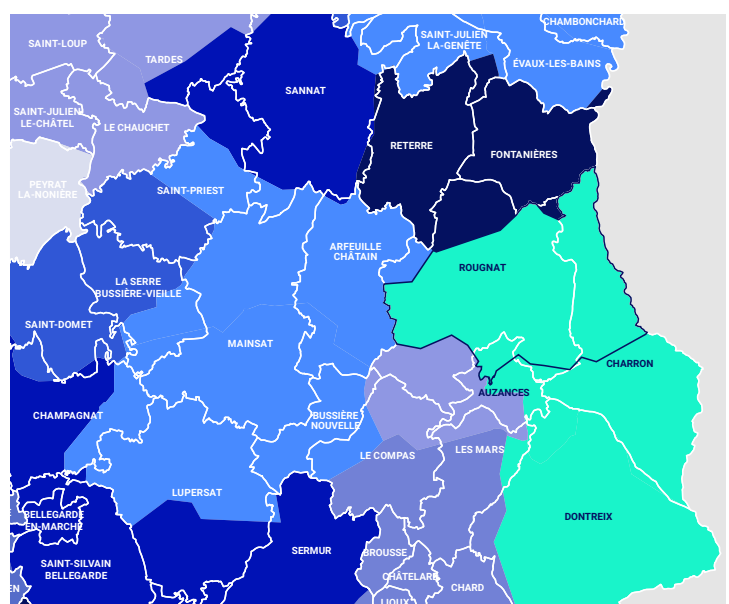 CHAMBONCHARD
SAINT-LOUP
SAINT-JULIEN
LA-GENÊTE
TARDES
ÉVAUX-LES-BAINS
SANNAT
SAINT-JULIEN
LE-CHÂTEL
LE CHAUCHET
RETERRE
FONTANIÈRES
PEYRAT
LA-NONIÈRE
SAINT-PRIEST
ARFEUILLE
CHÂTAIN
ROUGNAT
LA SERRE
BUSSIÈRE-VIEILLE
SAINT-DOMET
MAINSAT
CHARRON
AUZANCES
CHAMPAGNAT
BUSSIÈRE
NOUVELLE
LE COMPAS
LES MARS
LUPERSAT
BELLEGARDE
EN-MARCHE
DONTREIX
SERMUR
BROUSSE
SAINT-SILVAIN
BELLEGARDE
CHÂTELARD
CHARD
EN
LIOUX